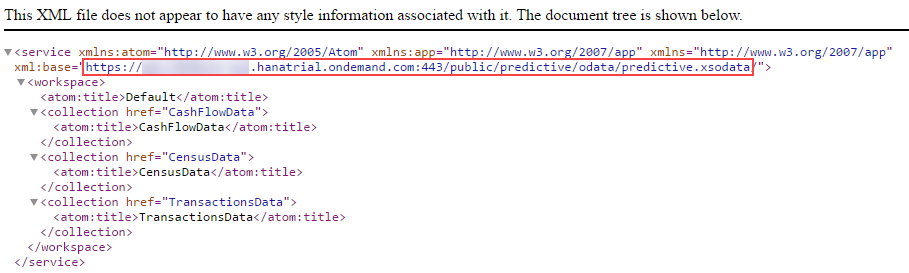 This XML file does not appear to have any style information associated with it. The document tree is shown below.
<service xmlns:atom="http://www.w3.org/2005/Atom" xmlns:app="http://www.w3.org/2007/app" xmlns="http://www.w3.org/2007/app"
xml:base="https://.hanatrial.ondemand.com:443/public/predictive/odata/predictive.xsodata/">
<workspace>
<atom:title>Default</atom:title>
<collection href="CashFlowData">
<atom:title>CashFlowData</atom:title>
</collection>
<collection href="CensusData">
<atom:title>CensusData</atom:title>
</collection>
<collection href="TransactionsData">
<atom:title>TransactionsData</atom:title>
</collection>
</workspace>
</service>